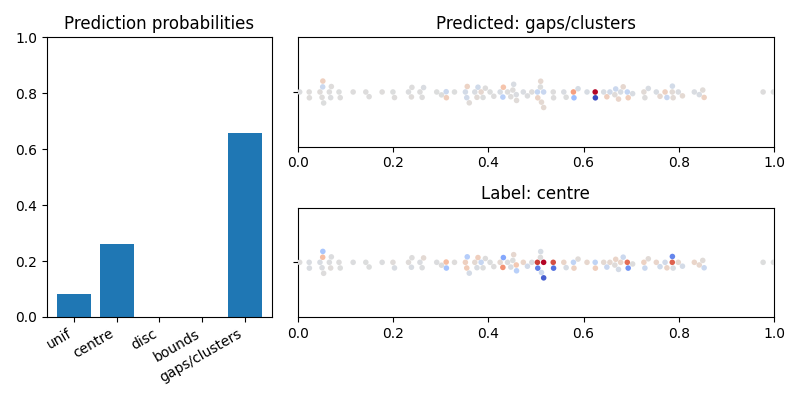 Prediction probabilities
1.0
0.8
0.6
0.4
0.2
0.0
unif
centre
disc
bounds
gaps/clusters
Predicted: gaps/clusters
0.0 0.2 0.4 0.6 0.8 1.0
Label: centre
0.0 0.2 0.4 0.6 0.8 1.0